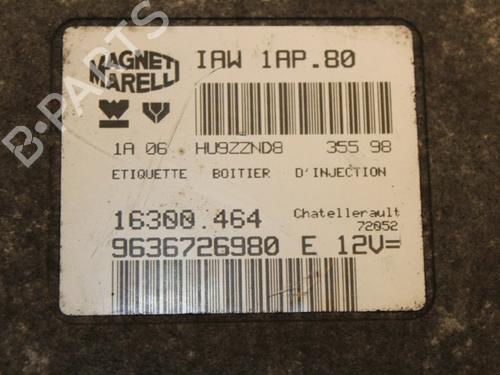 MAGNETI
MARELLI
IAW 1AP.80
1A 06 HU9ZZND8 355 98
ETIQUETTE BOITIER D'INJECTION
16300.464 Chatellerault
72052
9636726980 E 12V=
B-PARTS